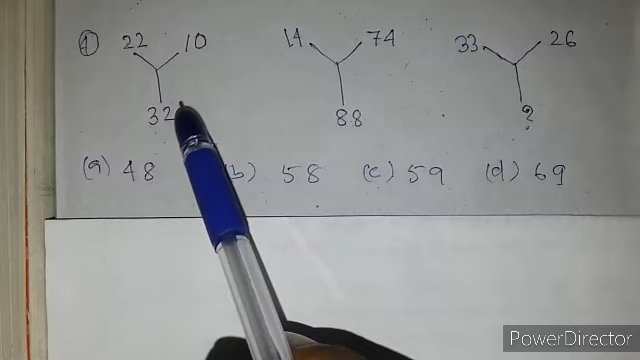 ① 22 10 14 74 33 26
32 88 ?
(a) 48 b) 58 (c) 59 (d) 69
PowerDirector